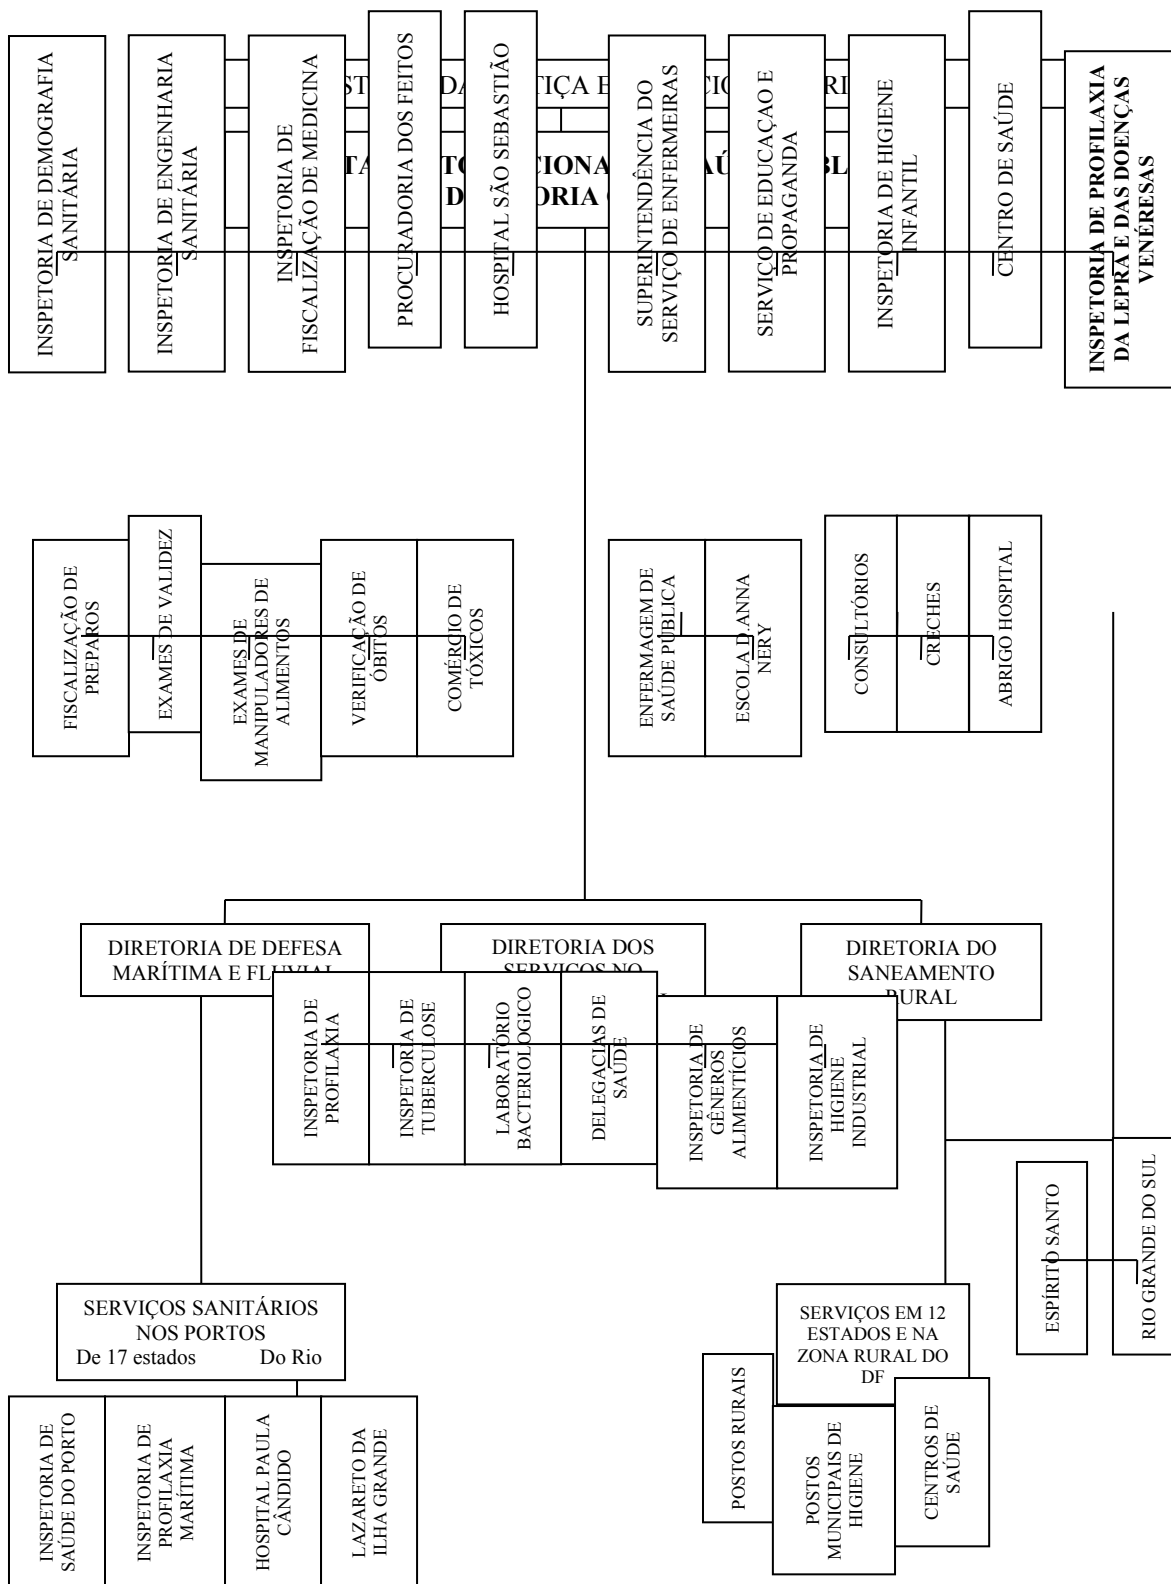 INSPETORIA DE DEMOGRAFIA
SANITÁRIA
INSPETORIA DE ENGENHARIA
SANITÁRIA
INSPETORIA DE
FISCALIZAÇÃO DE MEDICINA
PROCURADORIA DOS FEITOS
HOSPITAL SÃO SEBASTIÃO
SUPERINTENDÊNCIA DO
SERVIÇO DE ENFERMEIRAS
SERVIÇO DE EDUCAÇAO E
PROPAGANDA
INSPETORIA DE HIGIENE
INFANTIL
CENTRO DE SAÚDE
INSPETORIA DE PROFILAXIA
DA LEPRA E DAS DOENÇAS
VENÉRESAS
FISCALIZAÇÃO DE
PREPAROS
EXAMES DE VALIDEZ
EXAMES DE
MANIPULADORES DE
ALIMENTOS
VERIFICAÇÃO DE
ÓBITOS
COMÉRCIO DE
TÓXICOS
ENFERMAGEM DE
SAÚDE PÚBLICA
ESCOLA D.ANNA
NERY
CONSULTÓRIOS
CRECHES
ABRIGO HOSPITAL
DIRETORIA DE DEFESA
MARÍTIMA E FLUVIAL
DIRETORIA DOS
SERVIÇOS NO
DIRETORIA DO
SANEAMENTO
RURAL
INSPETORIA DE
PROFILAXIA
INSPETORIA DE
TUBERCULOSE
LABORATÓRIO
BACTERIOLOGICO
DELEGACIAS DE
SAÚDE
INSPETORIA DE
GÊNEROS
ALIMENTÍCIOS
INSPETORIA DE
HIGIENE
INDUSTRIAL
ESPÍRITO SANTO
RIO GRANDE DO SUL
SERVIÇOS SANITÁRIOS
NOS PORTOS
De 17 estados Do Rio
SERVIÇOS EM 12
ESTADOS E NA
ZONA RURAL DO
DF
INSPETORIA DE
SAÚDE DO PORTO
INSPETORIA DE
PROFILAXIA
MARÍTIMA
HOSPITAL PAULA
CÂNDIDO
LAZARETO DA
ILHA GRANDE
POSTOS RURAIS
POSTOS
MUNICIPAIS DE
HIGIENE
CENTROS DE
SAÚDE